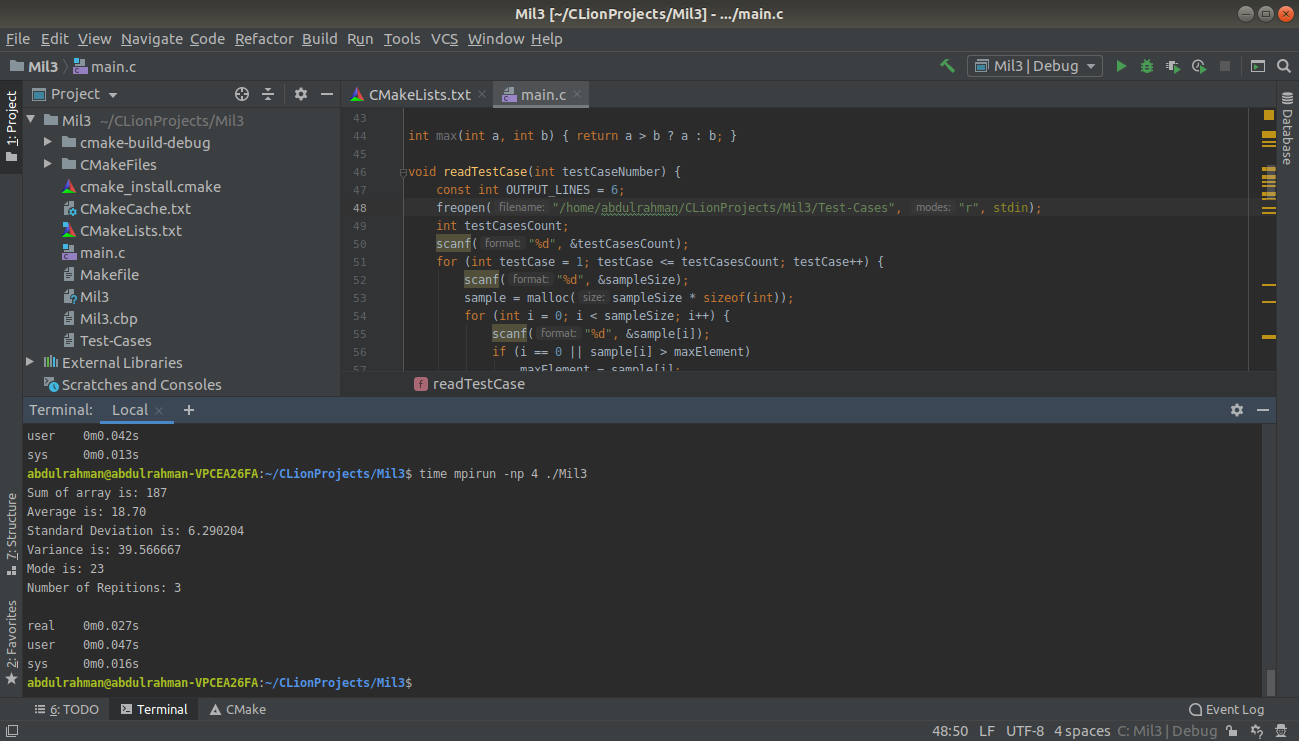 Mil3 [~/CLionProjects/Mil3] - .../main.c
File Edit View Navigate Code Refactor Build Run Tools VCS Window Help
Mil3 main.c
Mil3 | Debug
1: Project
Project
Mil3 ~/CLionProjects/Mil3
cmake-build-debug
CMakeFiles
cmake_install.cmake
CMakeCache.txt
CMakeLists.txt
main.c
Makefile
Mil3
Mil3.cbp
Test-Cases
External Libraries
Scratches and Consoles
CMakeLists.txt main.c
43
44 int max(int a, int b) { return a > b ? a : b; }
45
46 void readTestCase(int testCaseNumber) {
47 const int OUTPUT_LINES = 6;
48 freopen( filename: "/home/abdulrahman/CLionProjects/Mil3/Test-Cases", modes: "r", stdin);
49 int testCasesCount;
50 scanf( format: "%d", &testCasesCount);
51 for (int testCase = 1; testCase <= testCasesCount; testCase++) {
52 scanf( format: "%d", &sampleSize);
53 sample = malloc( size: sampleSize * sizeof(int));
54 for (int i = 0; i < sampleSize; i++) {
55 scanf( format: "%d", &sample[i]);
56 if (i == 0 || sample[i] > maxElement)
57 maxElement = sample[i];
f readTestCase
Database
Terminal: Local +
user 0m0.042s
sys 0m0.013s
abdulrahman@abdulrahman-VPCEA26FA:~/CLionProjects/Mil3$ time mpirun -np 4 ./Mil3
Sum of array is: 187
Average is: 18.70
Standard Deviation is: 6.290204
Variance is: 39.566667
Mode is: 23
Number of Repitions: 3
real 0m0.027s
user 0m0.047s
sys 0m0.016s
abdulrahman@abdulrahman-VPCEA26FA:~/CLionProjects/Mil3$
7: Structure
2: Favorites
6: TODO Terminal CMake Event Log
48:50 LF UTF-8 4 spaces C: Mil3 | Debug